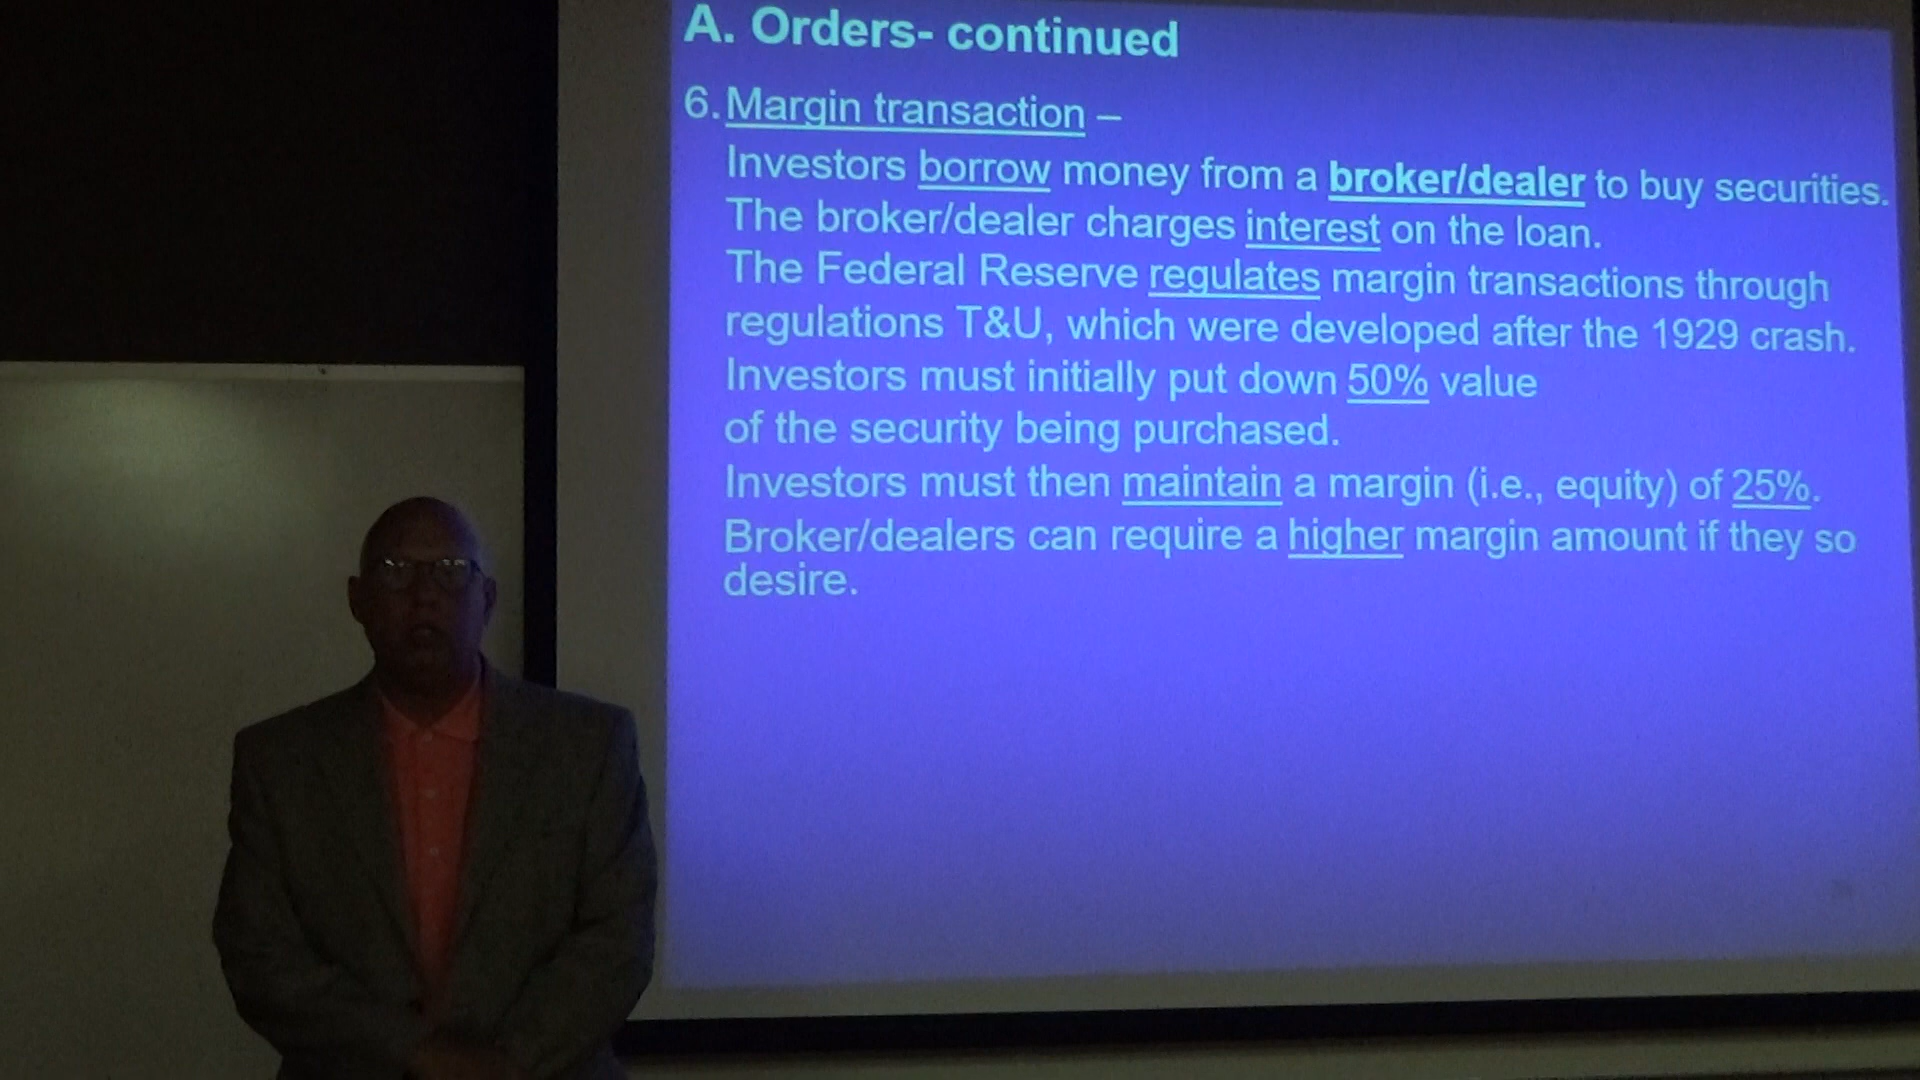 A. Orders- continued
6. Margin transaction –
Investors borrow money from a broker/dealer to buy securities.
The broker/dealer charges interest on the loan.
The Federal Reserve regulates margin transactions through
regulations T&U, which were developed after the 1929 crash.
Investors must initially put down 50% value
of the security being purchased.
Investors must then maintain a margin (i.e., equity) of 25%.
Broker/dealers can require a higher margin amount if they so
desire.